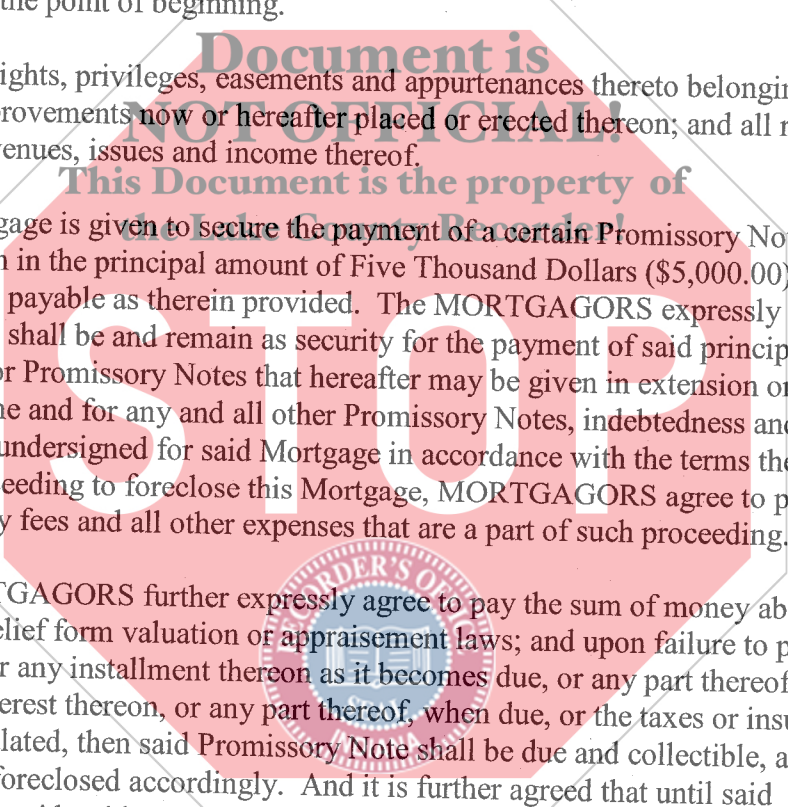 the point of beginning.
Document is
ights, privileges, easements and appurtenances thereto belongin
NOT OFFICIAL!
rovements now or hereafter placed or erected thereon; and all r
venues, issues and income thereof.
This Document is the property of
the Lake County Recorder!
gage is given to secure the payment of a certain Promissory No
n in the principal amount of Five Thousand Dollars ($5,000.00)
payable as therein provided. The MORTGAGORS expressly
shall be and remain as security for the payment of said princip
or Promissory Notes that hereafter may be given in extension or
ne and for any and all other Promissory Notes, indebtedness and
undersigned for said Mortgage in accordance with the terms the
eeding to foreclose this Mortgage, MORTGAGORS agree to p
y fees and all other expenses that are a part of such proceeding.
STOP
TGAGORS further expressly agree to pay the sum of money ab
elief form valuation or appraisement laws; and upon failure to p
r any installment thereon as it becomes due, or any part thereof
erest thereon, or any part thereof, when due, or the taxes or insu
lated, then said Promissory Note shall be due and collectible, a
foreclosed accordingly. And it is further agreed that until said
RECORDER'S OFFICE
SEAL
INDIANA